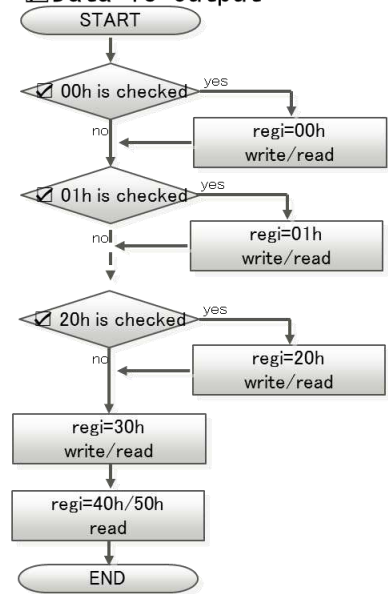 START
☑ 00h is checked
yes
no
regi=00h
write/read
☑ 01h is checked
yes
no
regi=01h
write/read
☑ 20h is checked
yes
no
regi=20h
write/read
regi=30h
write/read
regi=40h/50h
read
END